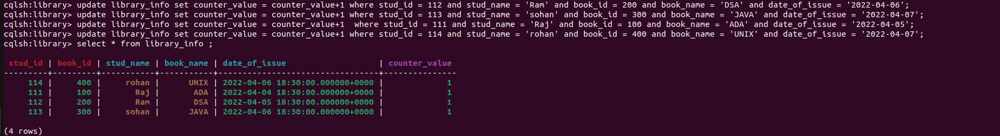 cqlsh:library> update library_info set counter_value = counter_value+1 where stud_id = 112 and stud_name = 'Ram' and book_id = 200 and book_name = 'DSA' and date_of_issue = '2022-04-06';
cqlsh:library> update library_info set counter_value = counter_value+1 where stud_id = 113 and stud_name = 'sohan' and book_id = 300 and book_name = 'JAVA' and date_of_issue = '2022-04-07';
cqlsh:library> update library_info set counter_value = counter_value+1  where stud_id = 111 and stud_name = 'Raj' and book_id = 100 and book_name = 'ADA' and date_of_issue = '2022-04-05';
cqlsh:library> update library_info set counter_value = counter_value+1 where stud_id = 114 and stud_name = 'rohan' and book_id = 400 and book_name = 'UNIX' and date_of_issue = '2022-04-07';
cqlsh:library> select * from library_info ;
 stud_id | book_id | stud_name | book_name | date_of_issue                   | counter_value
---------+---------+-----------+-----------+---------------------------------+---------------
     114 |     400 |     rohan |      UNIX | 2022-04-06 18:30:00.000000+0000 |             1
     111 |     100 |       Raj |       ADA | 2022-04-04 18:30:00.000000+0000 |             1
     112 |     200 |       Ram |       DSA | 2022-04-05 18:30:00.000000+0000 |             1
     113 |     300 |     sohan |      JAVA | 2022-04-06 18:30:00.000000+0000 |             1
(4 rows)